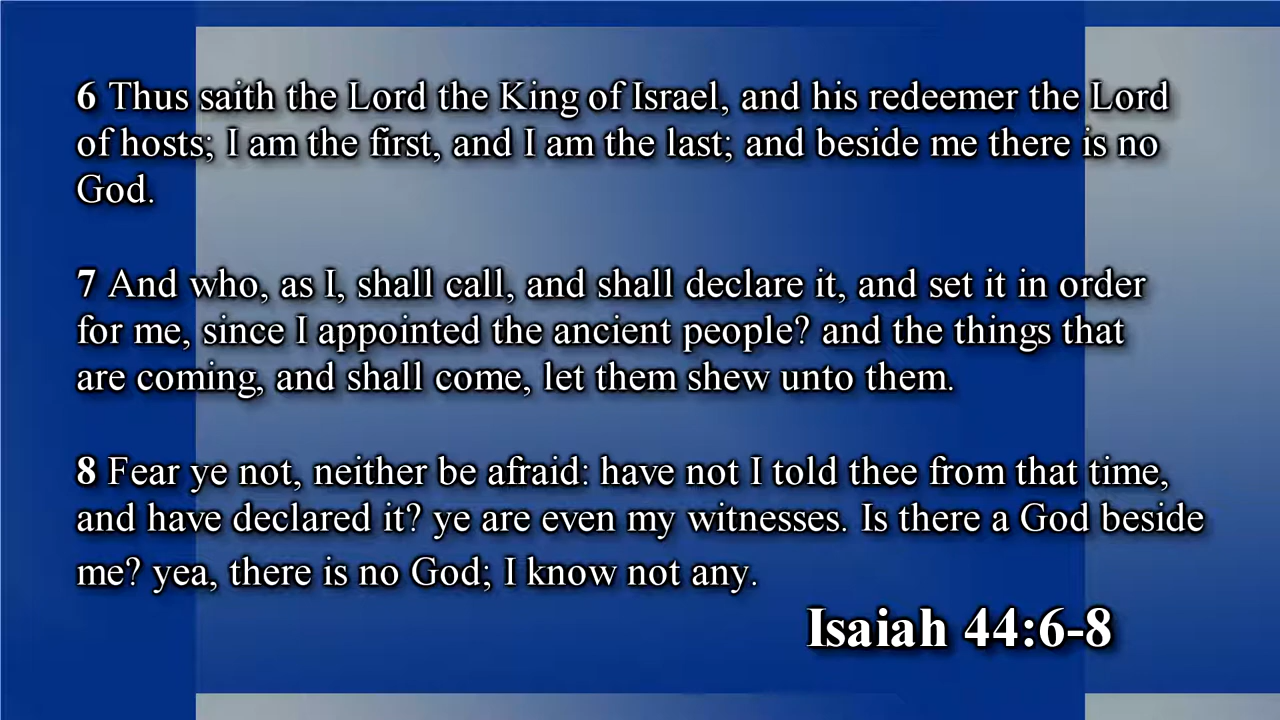 6 Thus saith the Lord the King of Israel, and his redeemer the Lord
of hosts; I am the first, and I am the last; and beside me there is no
God.
7 And who, as I, shall call, and shall declare it, and set it in order
for me, since I appointed the ancient people? and the things that
are coming, and shall come, let them shew unto them.
8 Fear ye not, neither be afraid: have not I told thee from that time,
and have declared it? ye are even my witnesses. Is there a God beside
me? yea, there is no God; I know not any.
Isaiah 44:6-8